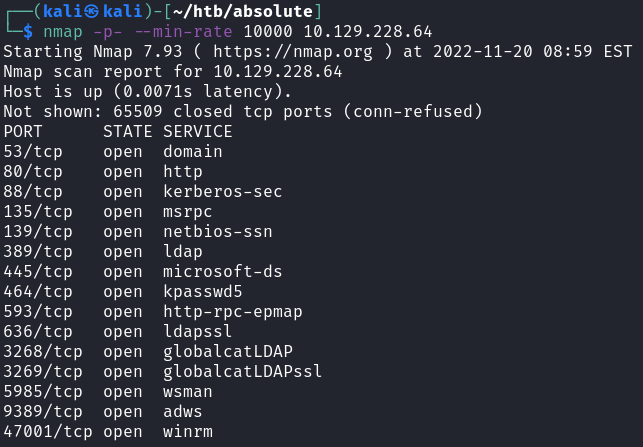 ┌──(kali㉿kali)-[~/htb/absolute]
└─$ nmap -p- --min-rate 10000 10.129.228.64
Starting Nmap 7.93 ( https://nmap.org ) at 2022-11-20 08:59 EST
Nmap scan report for 10.129.228.64
Host is up (0.0071s latency).
Not shown: 65509 closed tcp ports (conn-refused)
PORT      STATE SERVICE
53/tcp    open  domain
80/tcp    open  http
88/tcp    open  kerberos-sec
135/tcp   open  msrpc
139/tcp   open  netbios-ssn
389/tcp   open  ldap
445/tcp   open  microsoft-ds
464/tcp   open  kpasswd5
593/tcp   open  http-rpc-epmap
636/tcp   open  ldapssl
3268/tcp  open  globalcatLDAP
3269/tcp  open  globalcatLDAPssl
5985/tcp  open  wsman
9389/tcp  open  adws
47001/tcp open  winrm